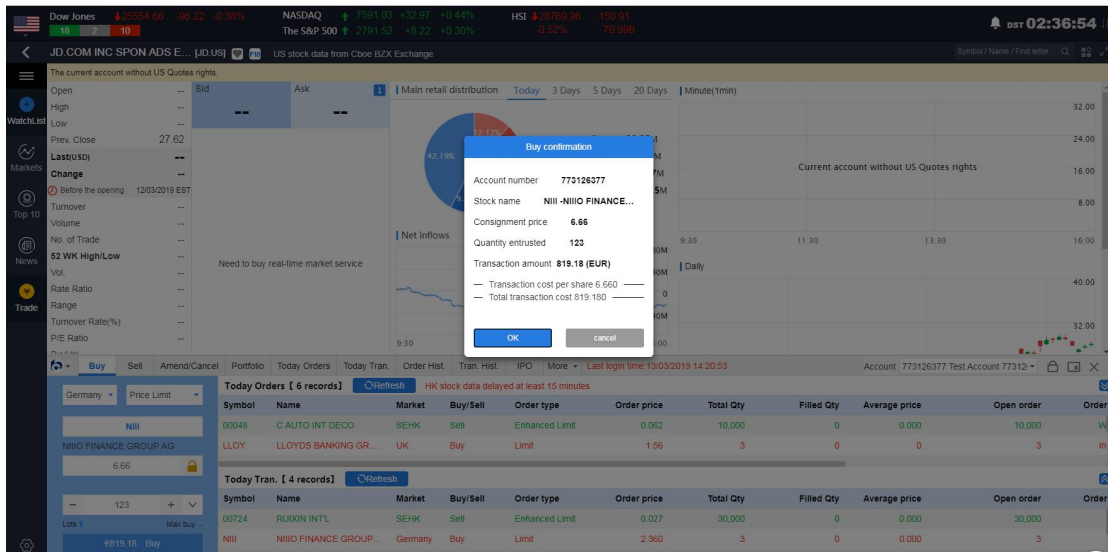 Dow Jones 25554.66 -96.22 -0.38% NASDAQ 7591.03 +32.97 +0.44% HSI 28769.96 -150.91
18 2 10 The S&P 500 2791.52 +8.22 +0.30% -0.52% 70.99B
DST 02:36:54
JD.COM INC SPON ADS E... [JD.US] F10 US stock data from Cboe BZX Exchange Symbol / Name / First letter
The current account without US Quotes rights.
WatchList
Markets
Top 10
News
Trade
Open --
High --
Low --
Prev. Close 27.62
Last(USD) --
Change --
Before the opening 12/03/2019 EST
Turnover --
Volume --
No. of Trade --
52 WK High/Low --
Vol. --
Rate Ratio --
Range --
Turnover Rate(%) --
P/E Ratio --
Bid Ask 1
-- --
Need to buy real-time market service
Main retail distribution Today 3 Days 5 Days 20 Days
12.17%
42.19%
Net inflows
9:30
Minute(1min)
32.00
24.00
Current account without US Quotes rights
16.00
8.00
9:30 11:30 13:30 16:00
Daily
40.00
32.00
Buy confirmation
Account number 773126377
Stock name NIII -NIIIO FINANCE...
Consignment price 6.66
Quantity entrusted 123
Transaction amount 819.18 (EUR)
— Transaction cost per share 6.660 —
— Total transaction cost 819.180 —
OK cancel
Buy Sell Amend/Cancel Portfolio Today Orders Today Tran. Order Hist. Tran. Hist. IPO More Last login time:13/03/2019 14:20:53 Account 773126377 Test Account 77312
Germany Price Limit
NIII
NIIIO FINANCE GROUP AG
6.66
− 123 +
Lots 1 Max buy --
€819.18 Buy
Today Orders【 6 records】 Refresh HK stock data delayed at least 15 minutes
Symbol Name Market Buy/Sell Order type Order price Total Qty Filled Qty Average price Open order Order
00048 C AUTO INT DECO SEHK Sell Enhanced Limit 0.062 10,000 0 0.000 10,000 W
LLOY LLOYDS BANKING GR... UK Buy Limit 1.56 3 0 0 3 In
Today Tran.【 4 records】 Refresh
Symbol Name Market Buy/Sell Order type Order price Total Qty Filled Qty Average price Open order Order
00724 RUIXIN INT'L SEHK Sell Enhanced Limit 0.027 30,000 0 0.000 30,000
NIII NIIIO FINANCE GROUP... Germany Buy Limit 2.360 3 0 0.000 3